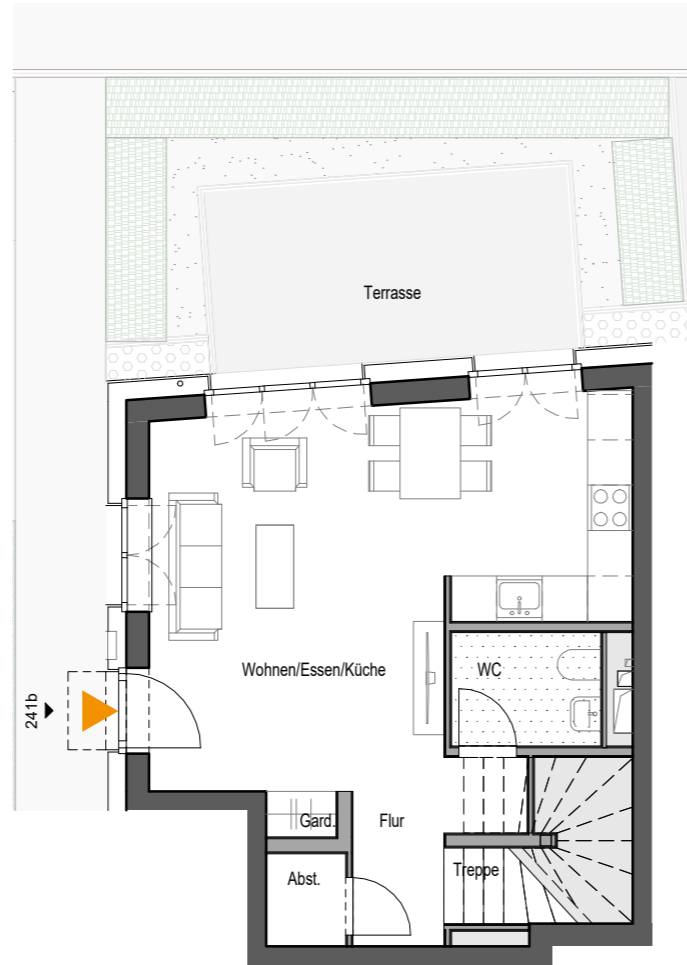 Terrasse
Wohnen/Essen/Küche
WC
241b
Gard.
Flur
Abst.
Treppe